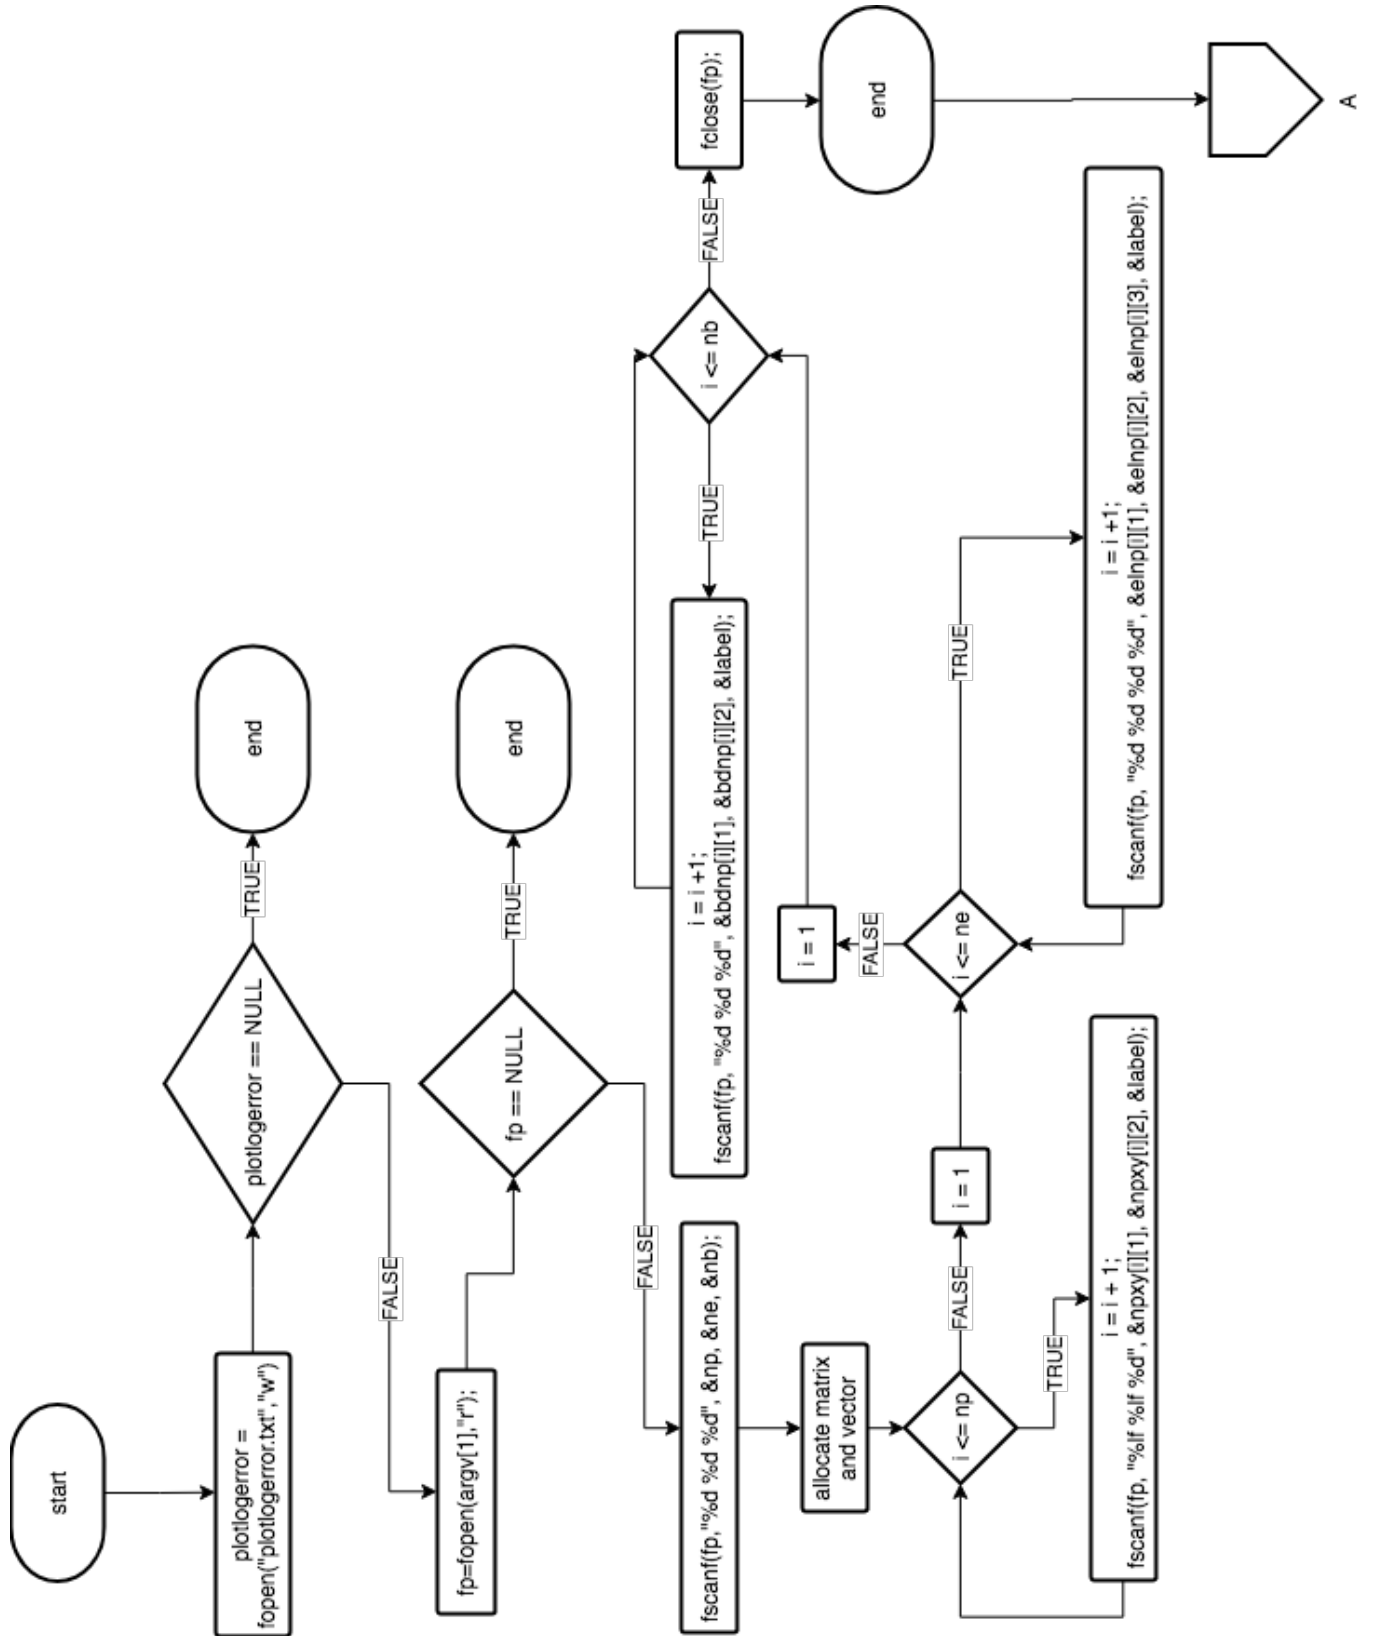 start
plotlogerror =
fopen("plotlogerror.txt","w")
plotlogerror == NULL
TRUE
end
FALSE
fp=fopen(argv[1],"r");
fp == NULL
TRUE
end
FALSE
fscanf(fp,"%d %d %d", &np, &ne, &nb);
allocate matrix
and vector
i <= np
TRUE
i = i + 1;
fscanf(fp, "%lf %lf %d", &npxy[i][1], &npxy[i][2], &label);
FALSE
i = 1
i <= ne
TRUE
i = i +1;
fscanf(fp, "%d %d %d %d", &elnp[i][1], &elnp[i][2], &elnp[i][3], &label);
FALSE
i = 1
i <= nb
TRUE
i = i +1;
fscanf(fp, "%d %d %d", &bdnp[i][1], &bdnp[i][2], &label);
FALSE
fclose(fp);
end
A